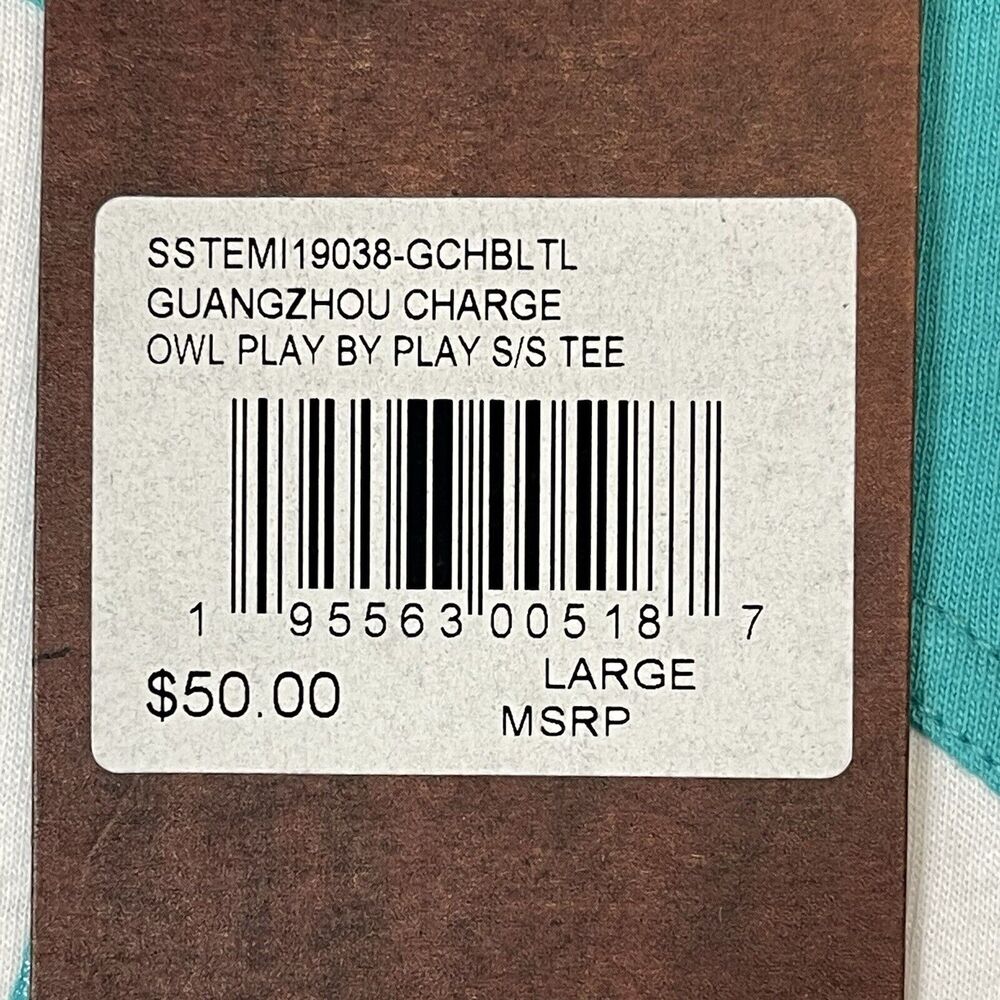 SSTEMI19038-GCHBLTL
GUANGZHOU CHARGE
OWL PLAY BY PLAY S/S TEE
1 95563 00518 7
$50.00 LARGE
MSRP